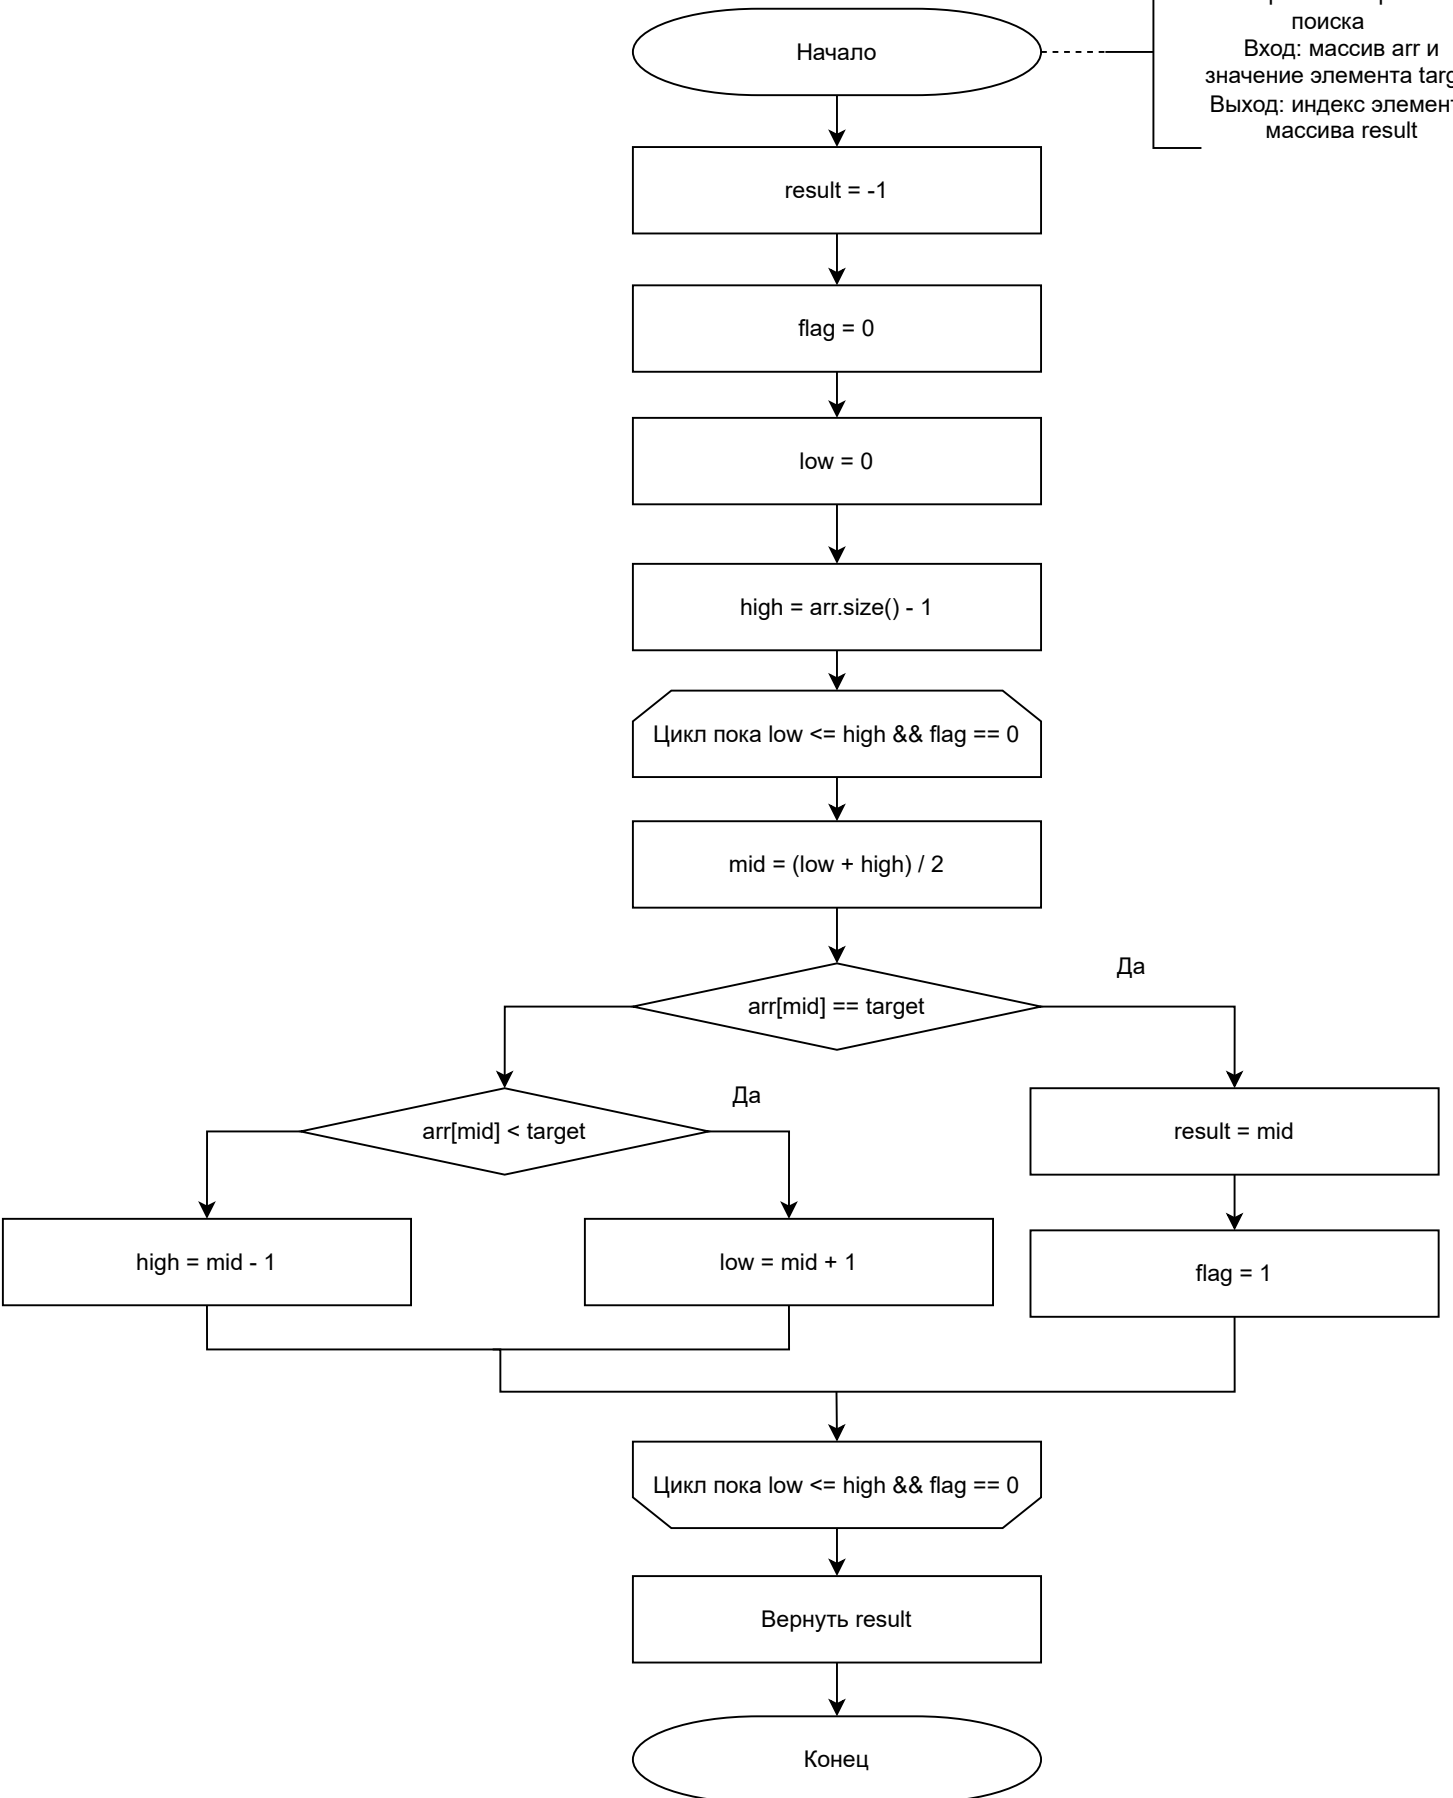 Начало
поиска
Вход: массив arr и
значение элемента
Выход: индекс
массива result
result = -1
flag = 0
low = 0
high = arr.size() - 1
Цикл пока low <= high && flag == 0
mid = (low + high) / 2
Да
arr[mid] == target
Да
arr[mid] < target
result = mid
high = mid - 1
low = mid + 1
flag = 1
Цикл пока low <= high && flag == 0
Вернуть result
Конец